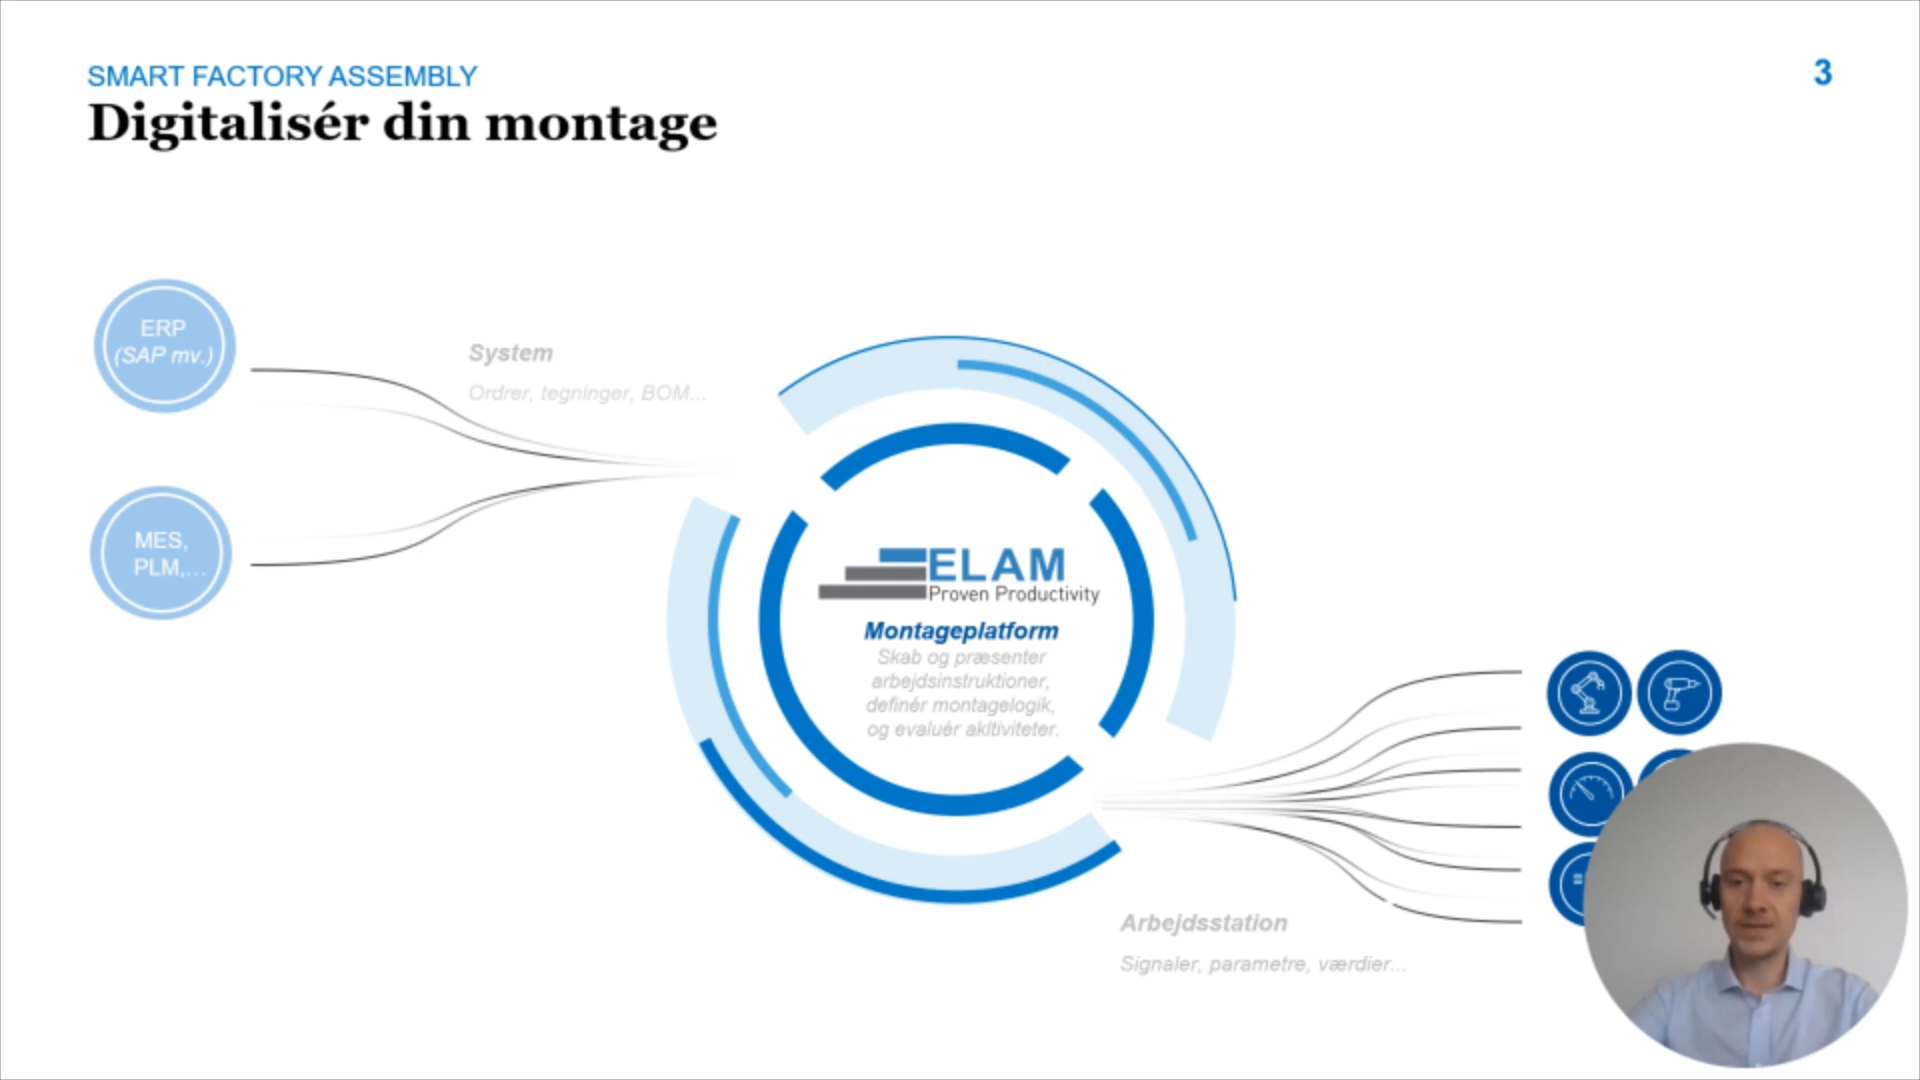 SMART FACTORY ASSEMBLY
3
Digitalisér din montage
ERP
(SAP mv.)
System
Ordrer, tegninger, BOM...
MES,
PLM,...
ELAM
Proven Productivity
Montageplatform
Skab og præsenter
arbejdsinstruktioner,
definér montagelogik,
og evaluér akltiviteter.
Arbejdsstation
Signaler, parametre, værdier...